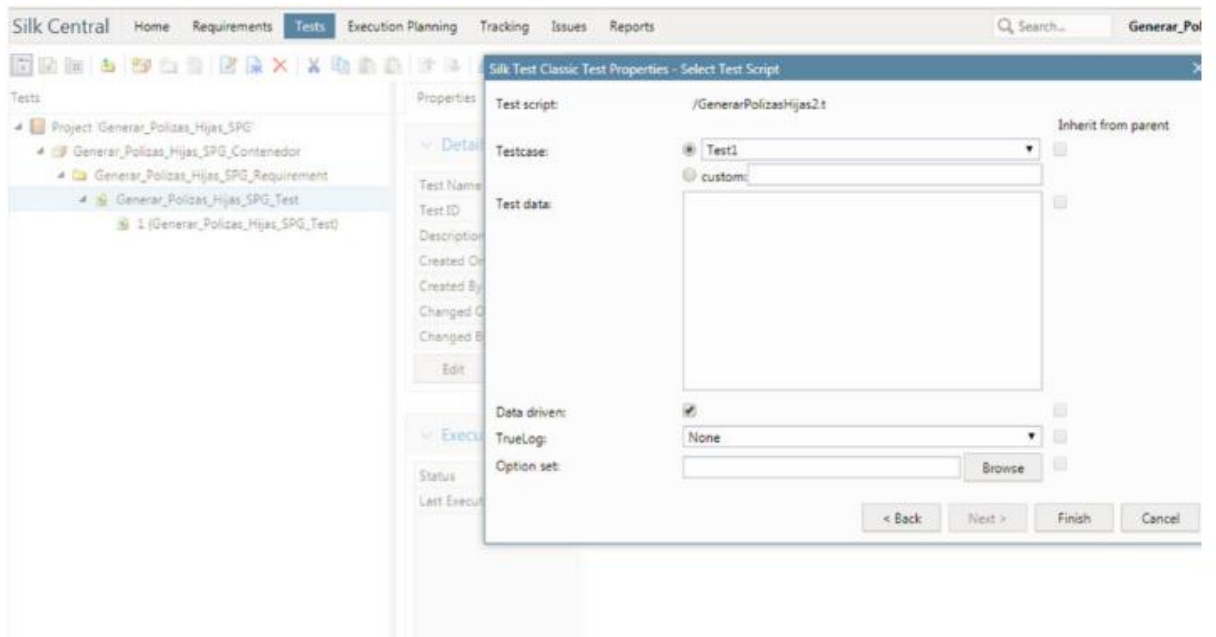 Silk Central Home Requirements Tests Execution Planning Tracking Issues Reports Search... Generar_Pol
Silk Test Classic Test Properties - Select Test Script
Tests
Project 'Generar_Polizas_Hijas_SPG'
Generar_Polizas_Hijas_SPG_Contenedor
Generar_Polizas_Hijas_SPG_Requirement
Generar_Polizas_Hijas_SPG_Test
1 (Generar_Polizas_Hijas_SPG_Test)
Properties
Detail
Test Name
Test ID
Description
Created On
Created By
Changed O
Changed B
Edit
Execu
Status
Last Execut
Test script: /GenerarPolizasHijas2.t
Inherit from parent
Testcase: Test1
custom:
Test data:
Data driven:
TrueLog: None
Option set: Browse
< Back Next > Finish Cancel